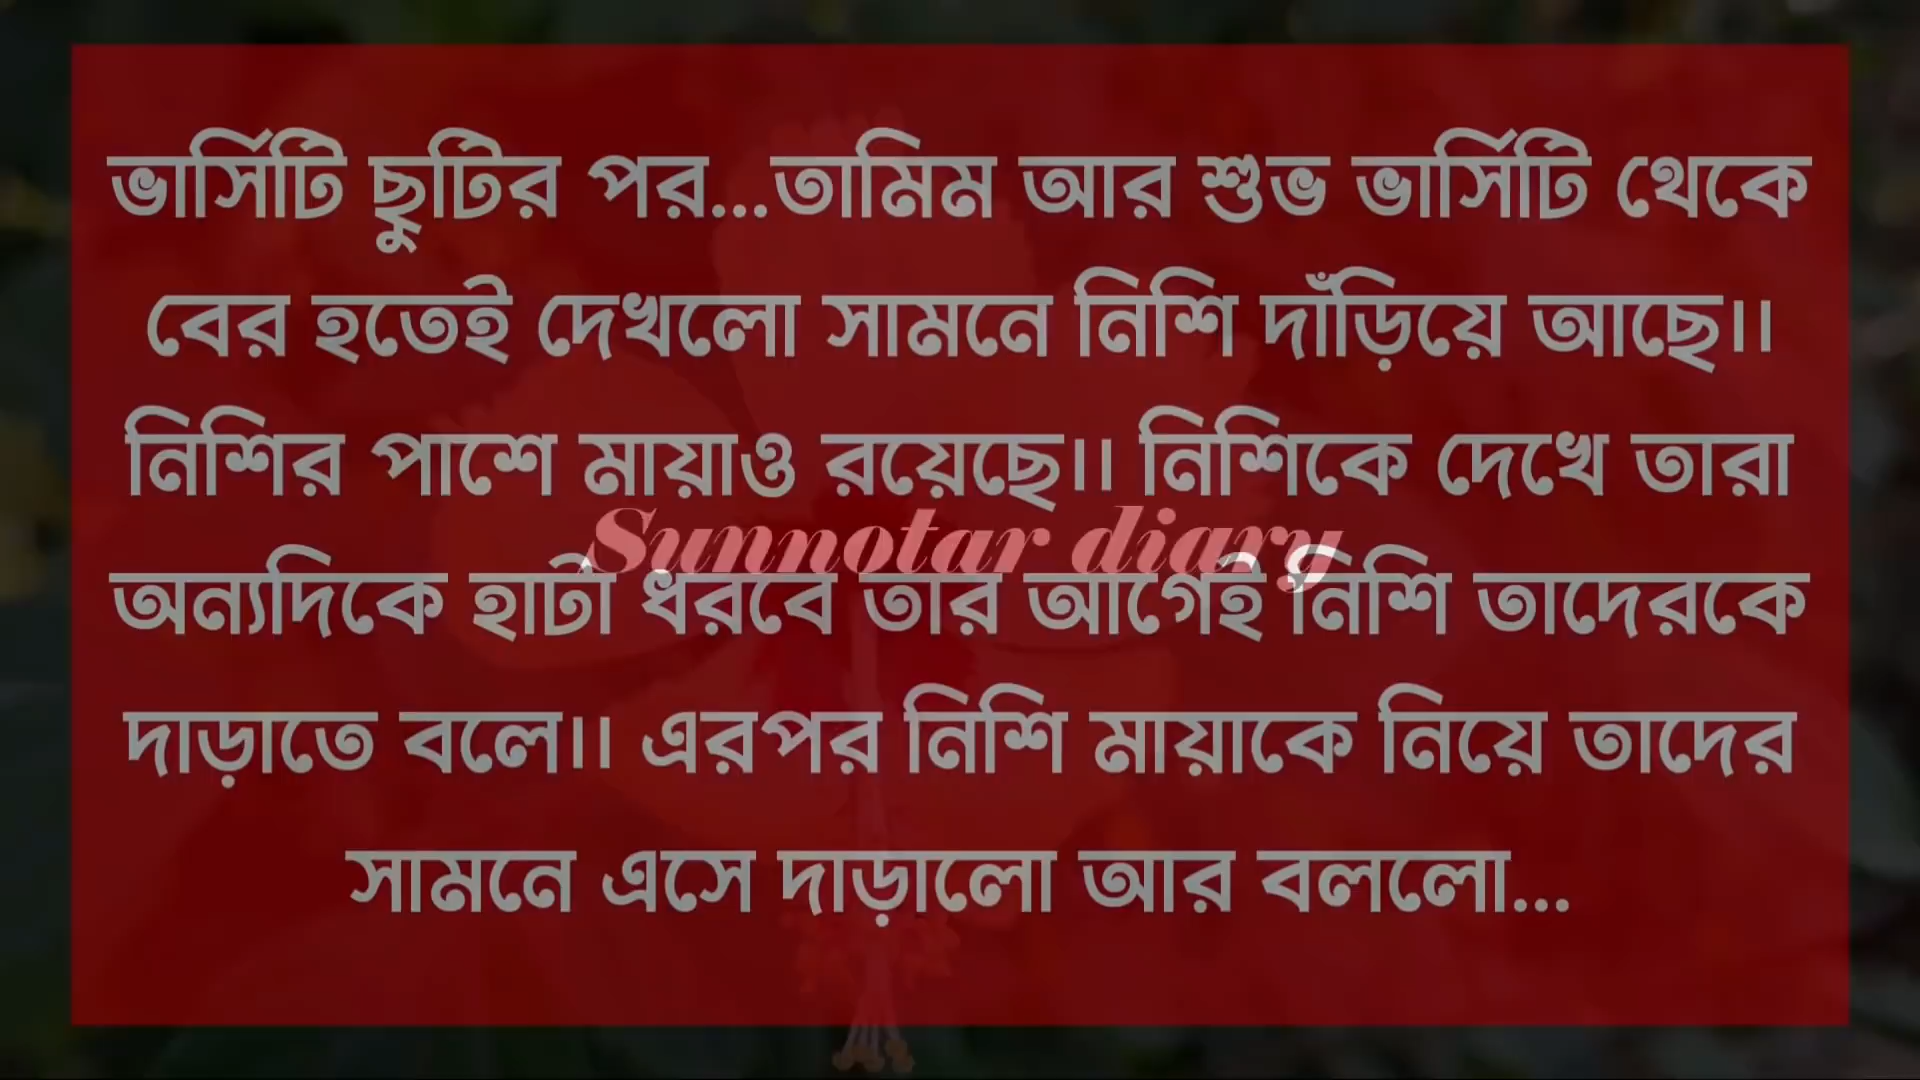 ভার্সিটি ছুটির পর...তামিম আর শুভ ভার্সিটি থেকে
বের হতেই দেখলো সামনে নিশি দাঁড়িয়ে আছে।।
নিশির পাশে মায়াও রয়েছে।। নিশিকে দেখে তারা
Sunnotar diary
অন্যদিকে হাটা ধরবে তার আগেই নিশি তাদেরকে
দাড়াতে বলে।। এরপর নিশি মায়াকে নিয়ে তাদের
সামনে এসে দাড়ালো আর বললো...